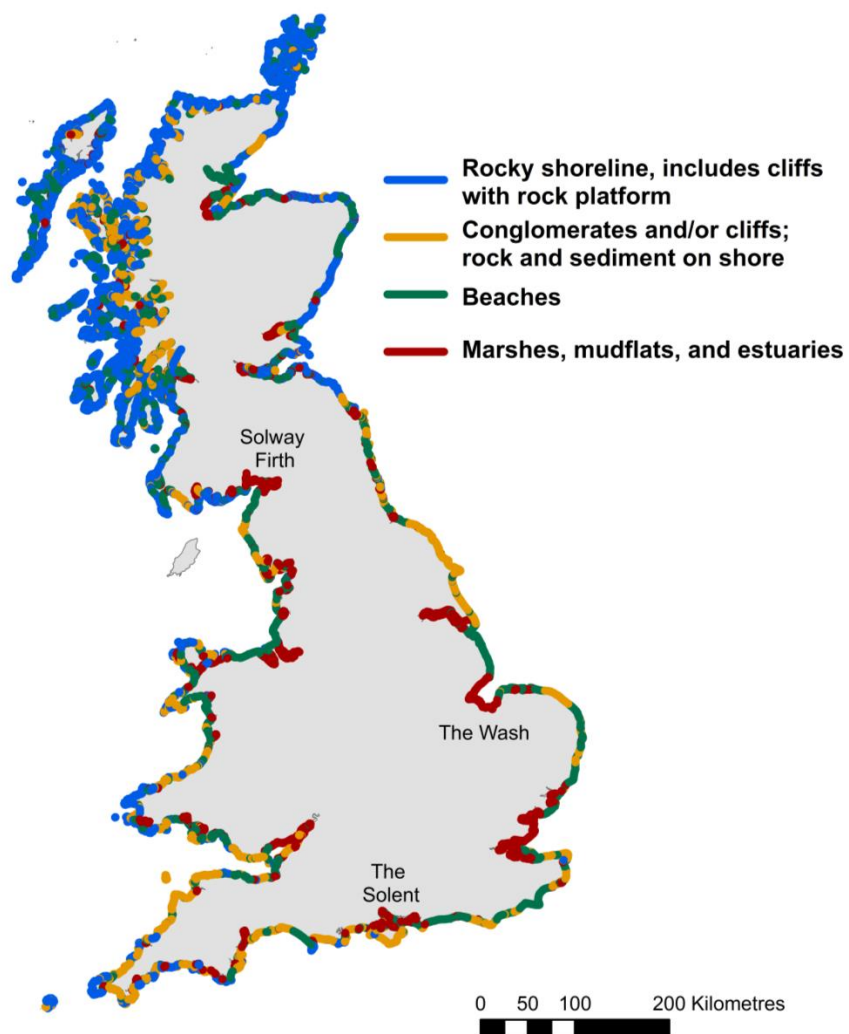 Rocky shoreline, includes cliffs
with rock platform
Conglomerates and/or cliffs;
rock and sediment on shore
Beaches
Marshes, mudflats, and estuaries
Solway
Firth
The Wash
The
Solent
0 50 100 200 Kilometres